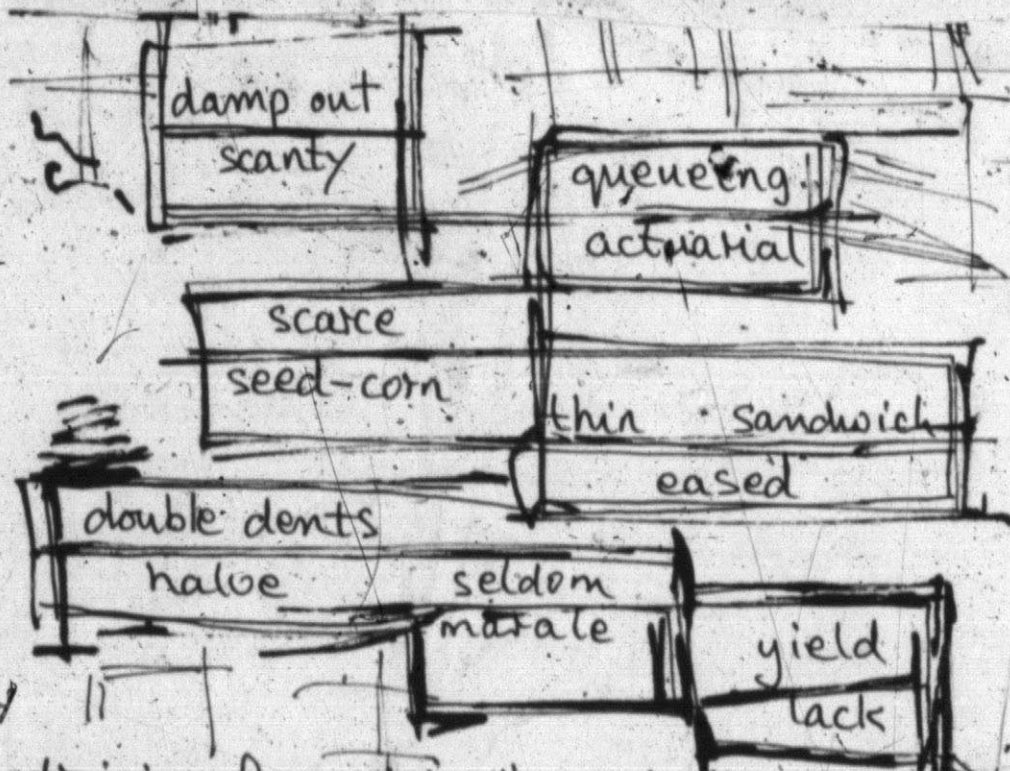 damp out
scanty
queueing
actuarial
scarce
seed-corn
thin sandwich
eased
double dents
halve seldom
morale
yield
lack